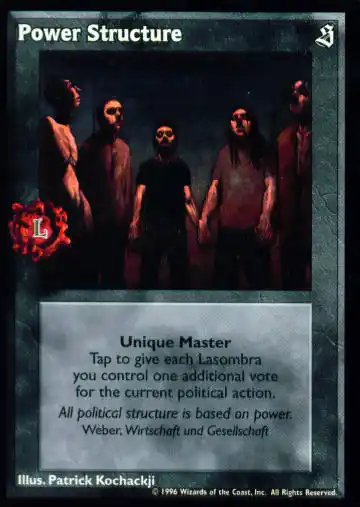 Power Structure
L
Unique Master
Tap to give each Lasombra
you control one additional vote
for the current political action.
All political structure is based on power.
Weber, Wirtschaft und Gesellschaft
Illus. Patrick Kochackji
© 1996 Wizards of the Coast, Inc. All Rights Reserved.